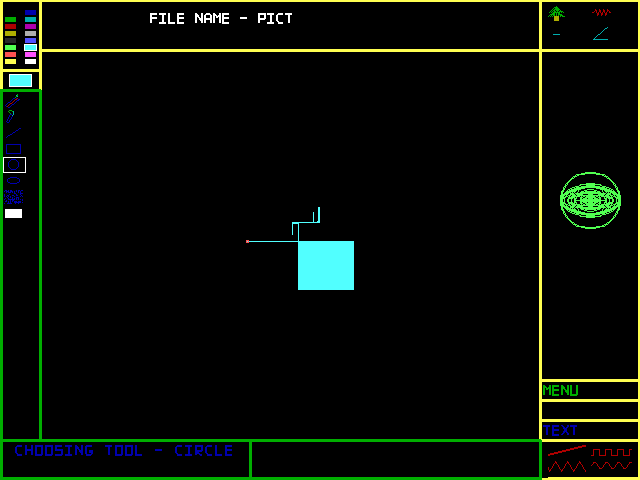 FILE NAME - PICT
MENU
TEXT
CHOOSING TOOL - CIRCLE